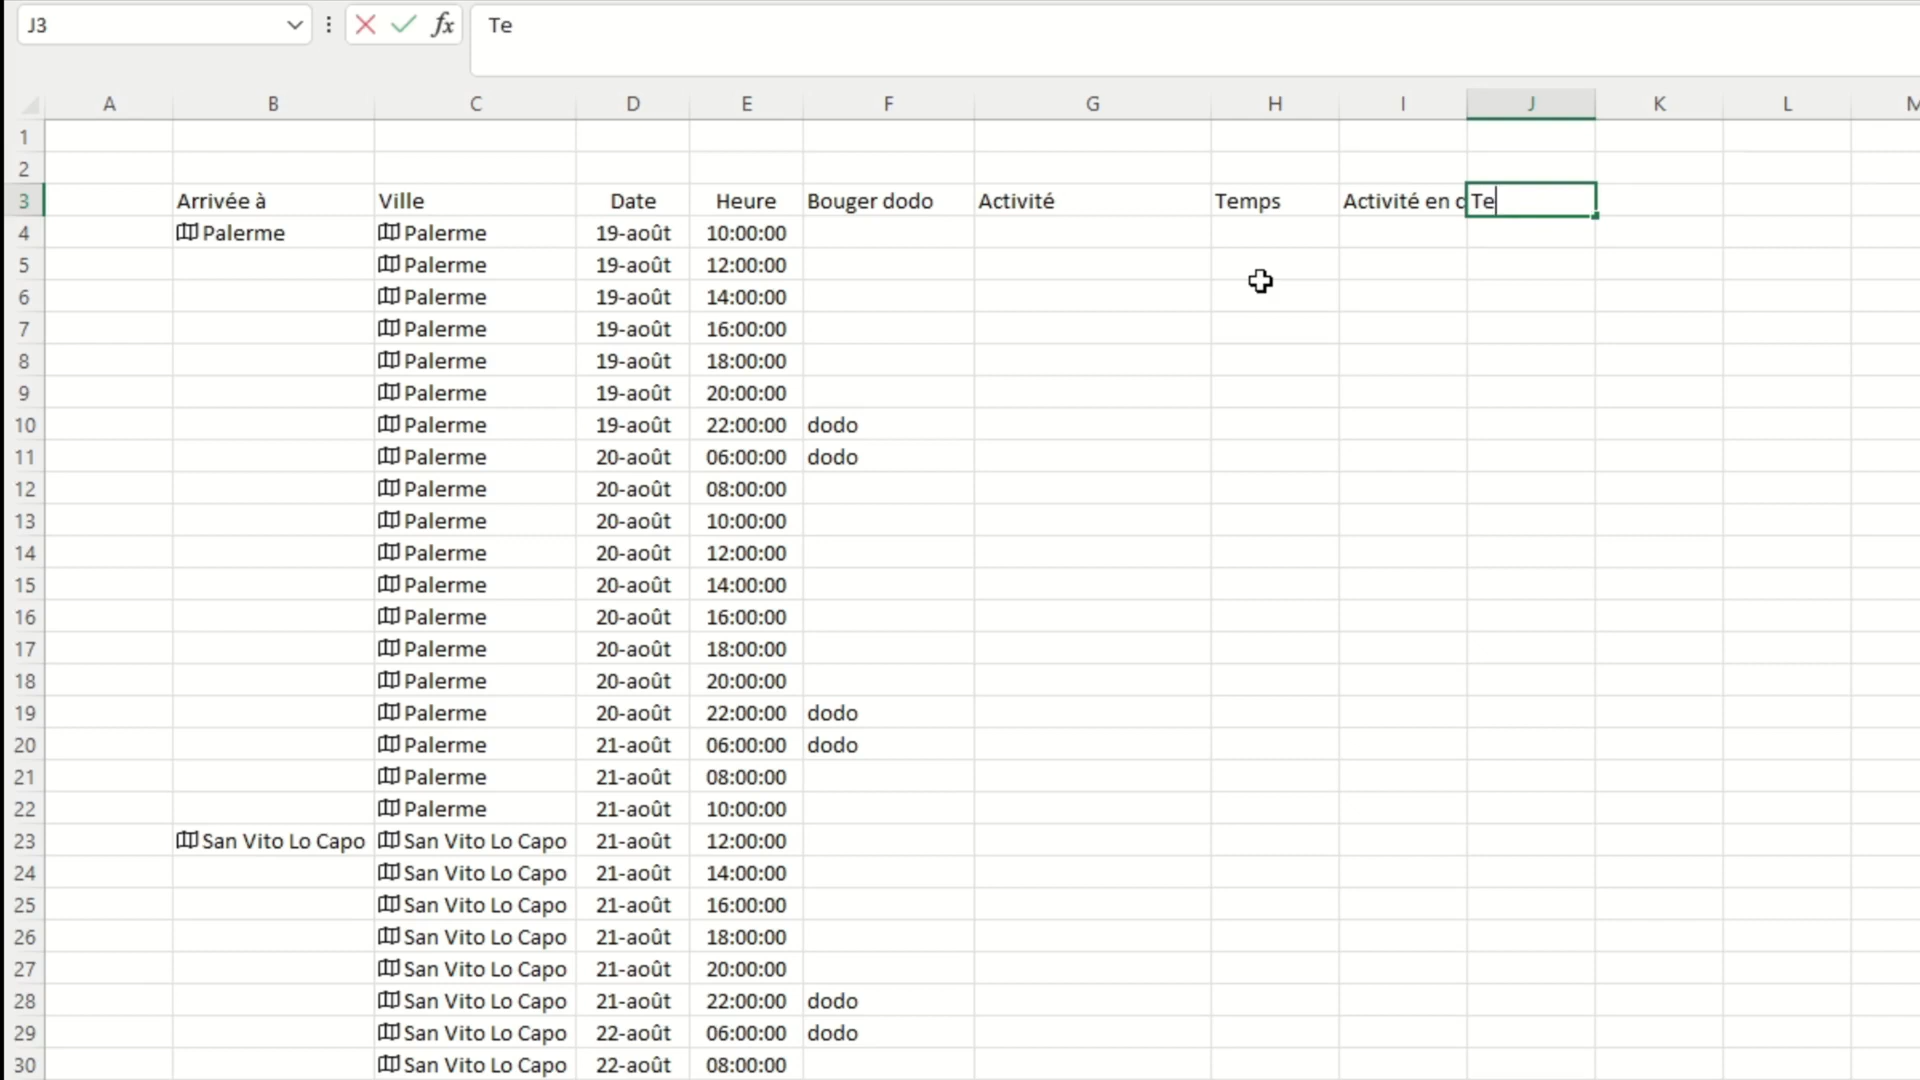 J3 fx Te
A B C D E F G H I J K L M
1
2
3 Arrivée à Ville Date Heure Bouger dodo Activité Temps Activité en d Te
4 Palerme Palerme 19-août 10:00:00
5 Palerme 19-août 12:00:00
6 Palerme 19-août 14:00:00
7 Palerme 19-août 16:00:00
8 Palerme 19-août 18:00:00
9 Palerme 19-août 20:00:00
10 Palerme 19-août 22:00:00 dodo
11 Palerme 20-août 06:00:00 dodo
12 Palerme 20-août 08:00:00
13 Palerme 20-août 10:00:00
14 Palerme 20-août 12:00:00
15 Palerme 20-août 14:00:00
16 Palerme 20-août 16:00:00
17 Palerme 20-août 18:00:00
18 Palerme 20-août 20:00:00
19 Palerme 20-août 22:00:00 dodo
20 Palerme 21-août 06:00:00 dodo
21 Palerme 21-août 08:00:00
22 Palerme 21-août 10:00:00
23 San Vito Lo Capo San Vito Lo Capo 21-août 12:00:00
24 San Vito Lo Capo 21-août 14:00:00
25 San Vito Lo Capo 21-août 16:00:00
26 San Vito Lo Capo 21-août 18:00:00
27 San Vito Lo Capo 21-août 20:00:00
28 San Vito Lo Capo 21-août 22:00:00 dodo
29 San Vito Lo Capo 22-août 06:00:00 dodo
30 San Vito Lo Capo 22-août 08:00:00